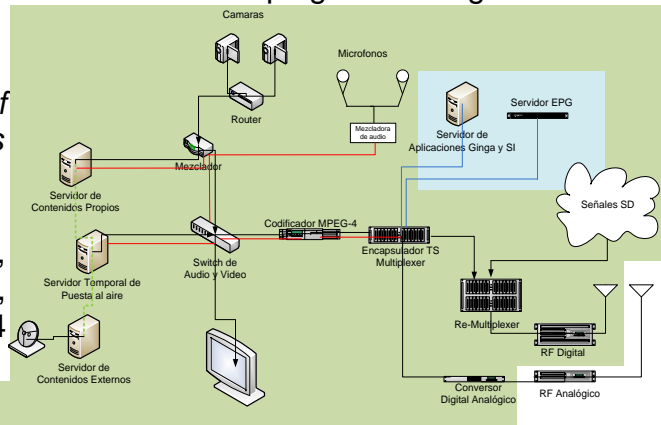 Camaras
Microfonos
Router
Mezcladora
de audio
Mezclador
Servidor de
Aplicaciones Ginga y SI
Servidor EPG
Servidor de
Contenidos Propios
Señales SD
Codificador MPEG-4
Encapsulador TS
Multiplexer
Switch de
Audio y Video
Servidor Temporal de
Puesta al aire
Re-Multiplexer
RF Digital
Servidor de
Contenidos Externos
Conversor
Digital Analógico
RF Analógico
f
s
,
,
4